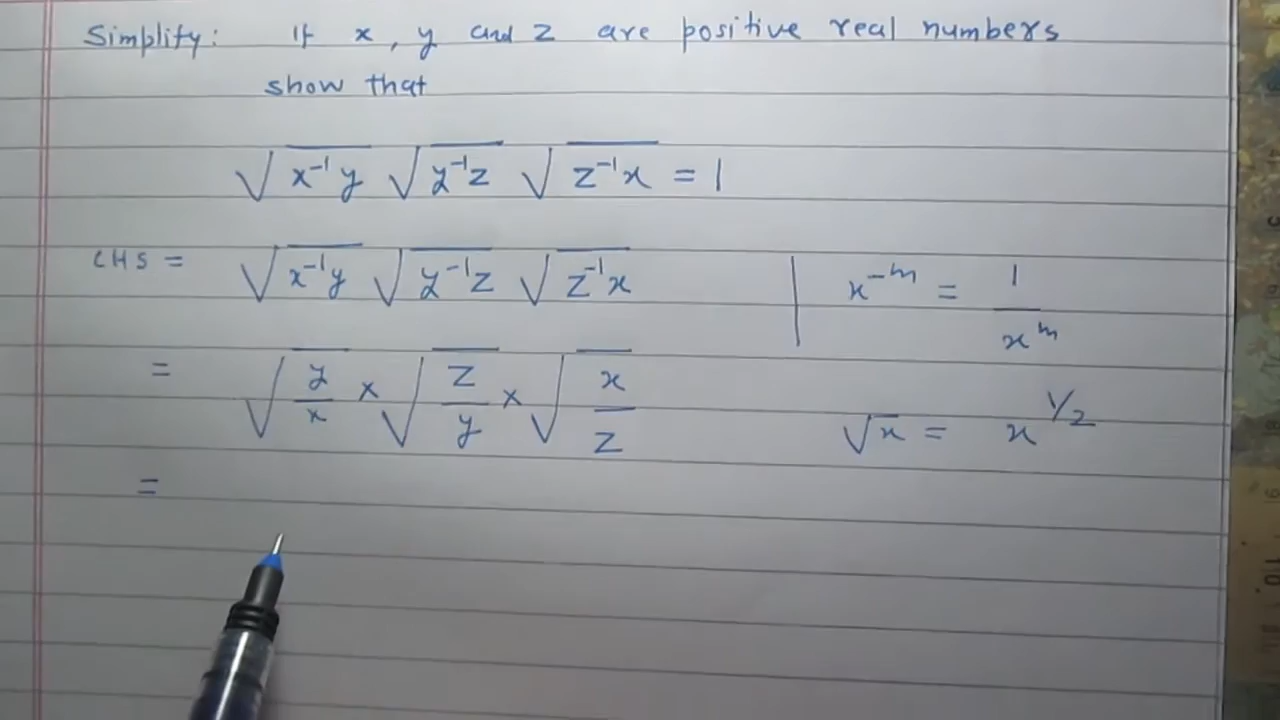 Simplify: If x, y and z are positive real numbers
show that
√x⁻¹y √y⁻¹z √z⁻¹x = 1
LHS = √x⁻¹y √y⁻¹z √z⁻¹x | x⁻ᵐ = 1/xᵐ
= √y/x × √z/y × √x/z √x = x^1/2
=